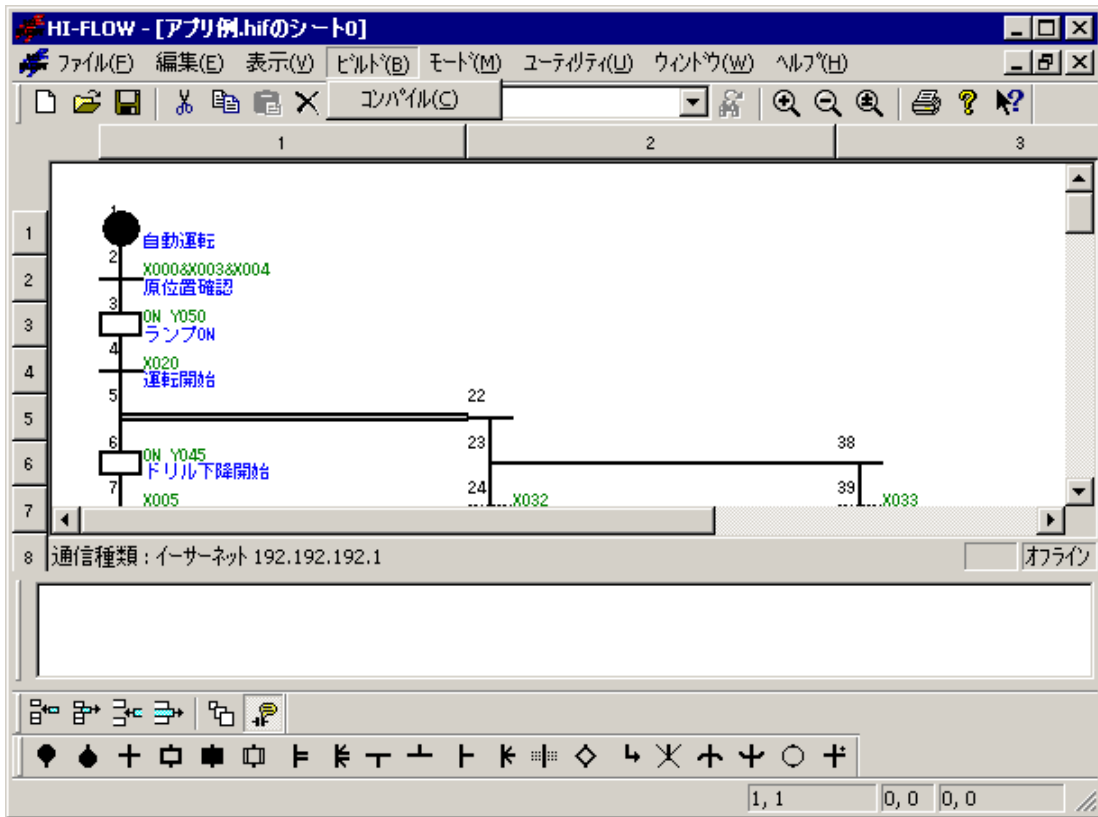 HI-FLOW - [アプリ例.hifのシート0]
ファイル(F) 編集(E) 表示(V) ビルド(B) モード(M) ユーティリティ(U) ウィンドウ(W) ヘルプ(H)
コンパイル(C)
1 2 3
1
1
自動運転
2
X000&X003&X004
2
原位置確認
3
ON Y050
3
ランプON
4
X020
4
運転開始
5 22
5
6 23 38
ON Y045
6
ドリル下降開始
7 24 39
X005 X032 X033
7
8 通信種類：イーサーネット 192.192.192.1 オフライン
1, 1 0, 0 0, 0